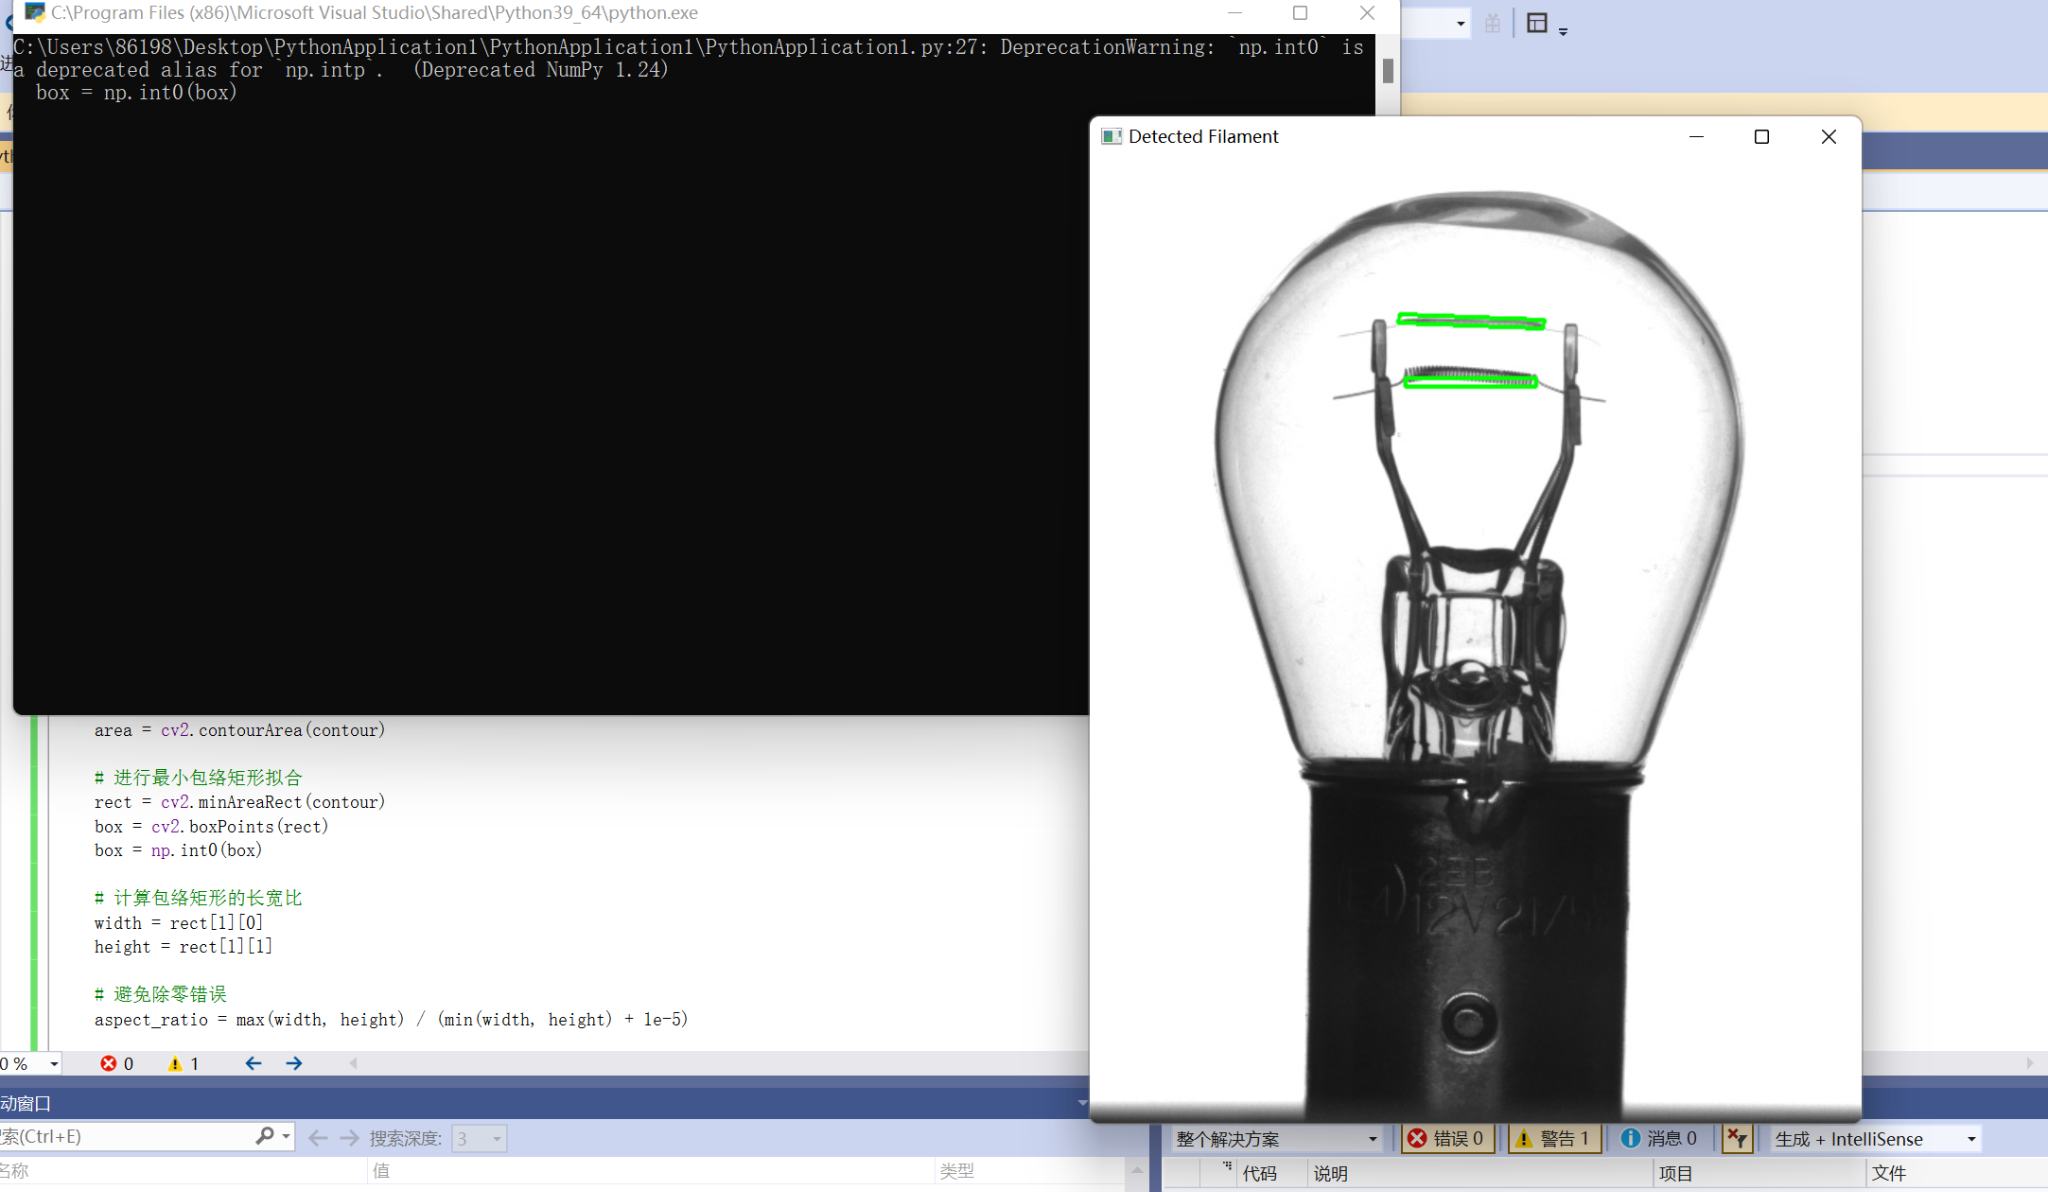 C:\Program Files (x86)\Microsoft Visual Studio\Shared\Python39_64\python.exe
C:\Users\86198\Desktop\PythonApplication1\PythonApplication1\PythonApplication1.py:27: DeprecationWarning: `np.int0` is
a deprecated alias for `np.intp`.  (Deprecated NumPy 1.24)
box = np.int0(box)
Detected Filament
12V 21/5
area = cv2.contourArea(contour)
# 进行最小包络矩形拟合
rect = cv2.minAreaRect(contour)
box = cv2.boxPoints(rect)
box = np.int0(box)
# 计算包络矩形的长宽比
width = rect[1][0]
height = rect[1][1]
# 避免除零错误
aspect_ratio = max(width, height) / (min(width, height) + 1e-5)
0 %
0
1
动窗口
索(Ctrl+E)
搜索深度:
3
名称
值
类型
整个解决方案
错误 0
警告 1
消息 0
生成 + IntelliSense
代码
说明
项目
文件